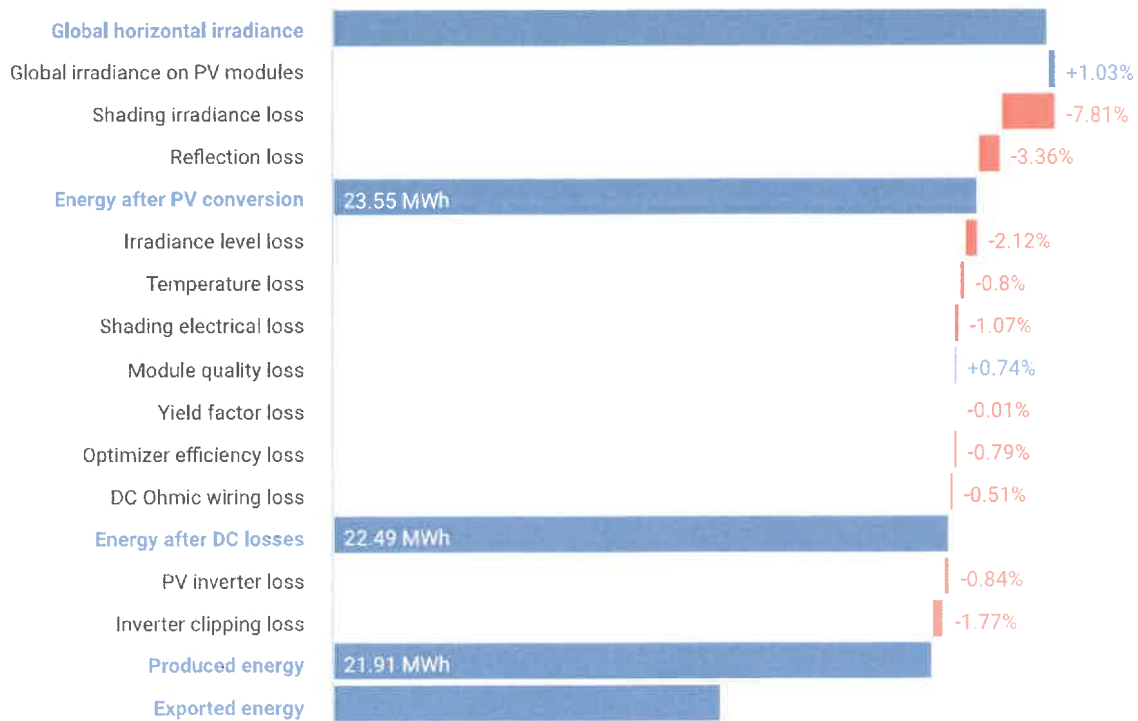 Global horizontal irradiance
Global irradiance on PV modules +1.03%
Shading irradiance loss -7.81%
Reflection loss -3.36%
Energy after PV conversion 23.55 MWh
Irradiance level loss -2.12%
Temperature loss -0.8%
Shading electrical loss -1.07%
Module quality loss +0.74%
Yield factor loss -0.01%
Optimizer efficiency loss -0.79%
DC Ohmic wiring loss -0.51%
Energy after DC losses 22.49 MWh
PV inverter loss -0.84%
Inverter clipping loss -1.77%
Produced energy 21.91 MWh
Exported energy